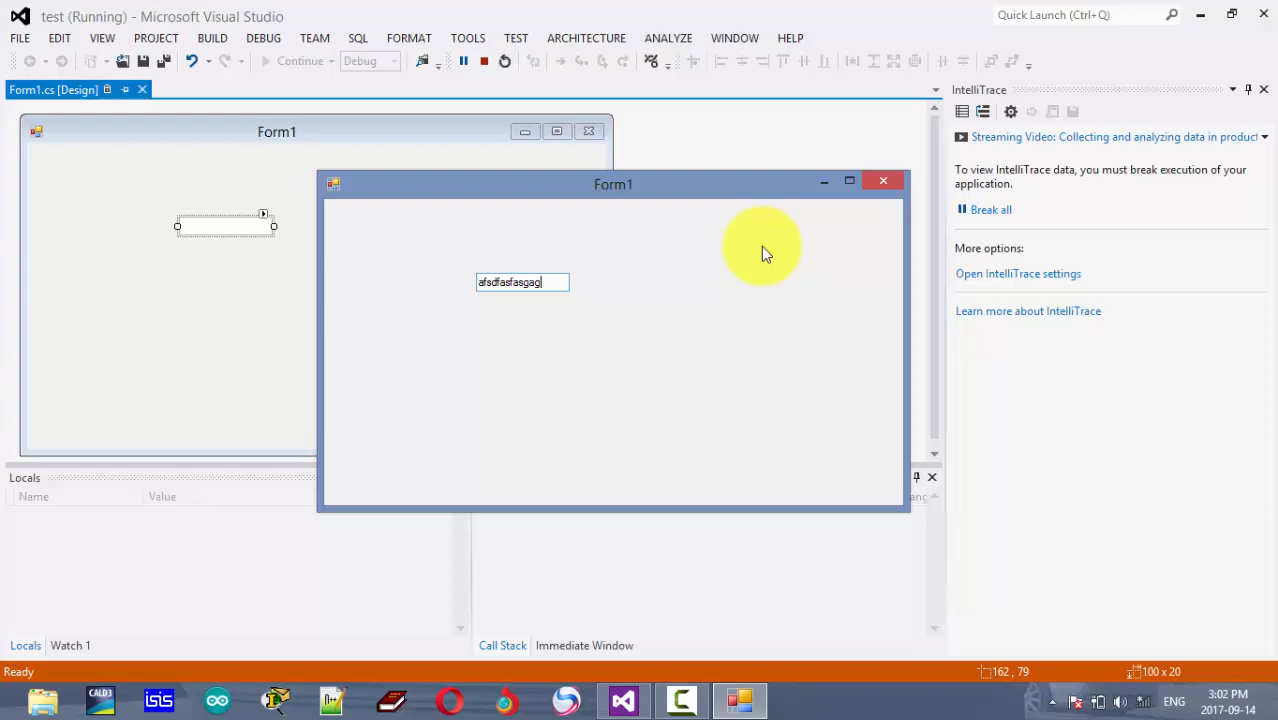 test (Running) - Microsoft Visual Studio
Quick Launch (Ctrl+Q)
FILE EDIT VIEW PROJECT BUILD DEBUG TEAM SQL FORMAT TOOLS TEST ARCHITECTURE ANALYZE WINDOW HELP
Continue Debug
Form1.cs [Design]
IntelliTrace
Form1
Streaming Video: Collecting and analyzing data in product
To view IntelliTrace data, you must break execution of your
application.
Form1
Break all
More options:
Open IntelliTrace settings
afsdfasfasgag
Learn more about IntelliTrace
Locals
Name Value
Locals Watch 1 Call Stack Immediate Window
Ready 162 , 79 100 x 20
CALD3 isis ENG 3:02 PM
2017-09-14